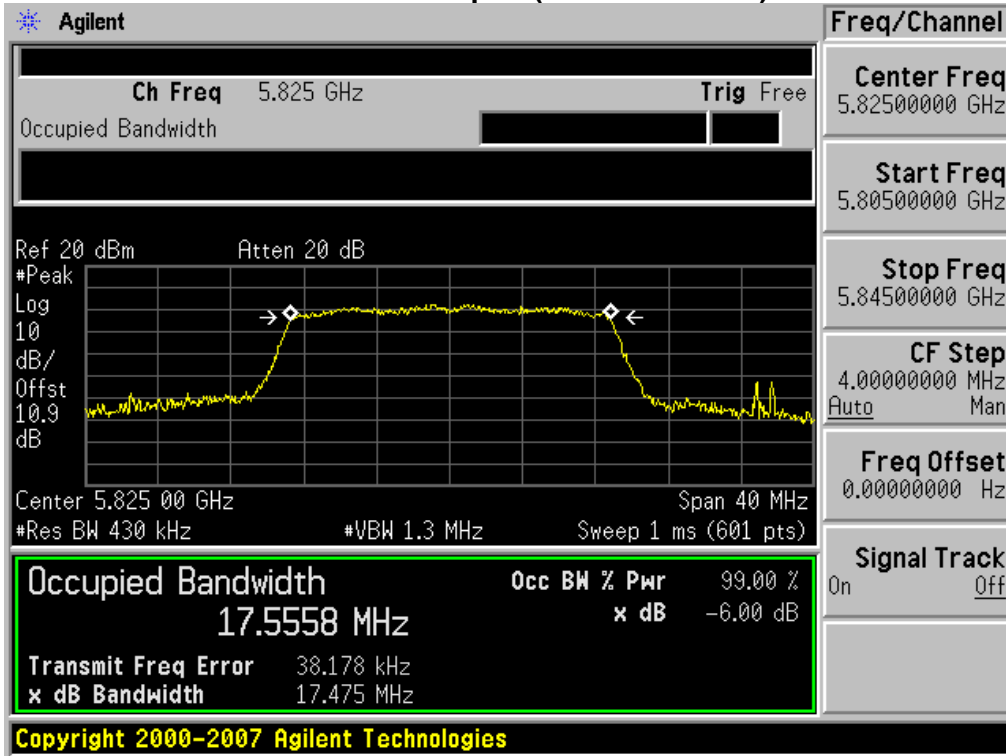 Agilent
Freq/Channel
Ch Freq 5.825 GHz Trig Free
Occupied Bandwidth
Center Freq
5.82500000 GHz
Start Freq
5.80500000 GHz
Stop Freq
5.84500000 GHz
CF Step
4.00000000 MHz
Auto Man
Freq Offset
0.00000000 Hz
Signal Track
On Off
Ref 20 dBm Atten 20 dB
#Peak
Log
10
dB/
Offst
10.9
dB
Center 5.825 00 GHz Span 40 MHz
#Res BW 430 kHz #VBW 1.3 MHz Sweep 1 ms (601 pts)
Occupied Bandwidth Occ BW % Pwr 99.00 %
17.5558 MHz x dB -6.00 dB
Transmit Freq Error 38.178 kHz
x dB Bandwidth 17.475 MHz
Copyright 2000-2007 Agilent Technologies